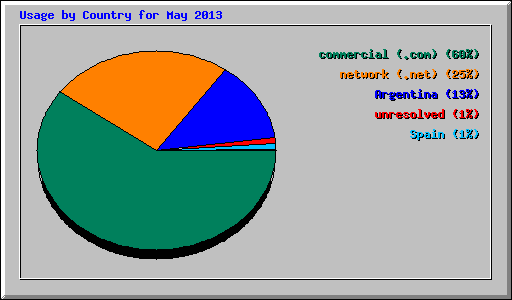 Usage by Country for May 2013
commercial (.com) (60%)
network (.net) (25%)
Argentina (13%)
unresolved (1%)
Spain (1%)